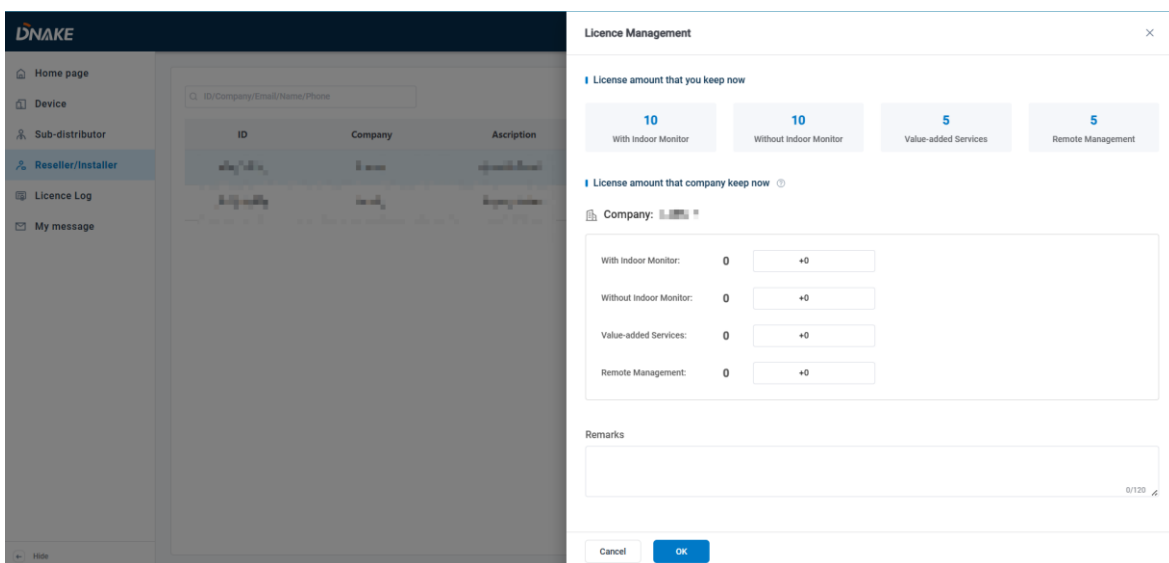 DNAKE
Home page
Device
Sub-distributor
Reseller/Installer
Licence Log
My message
Hide
ID/Company/Email/Name/Phone
ID Company Ascription
Licence Management
License amount that you keep now
10 10 5 5
With Indoor Monitor Without Indoor Monitor Value-added Services Remote Management
License amount that company keep now
Company:
With Indoor Monitor: 0 +0
Without Indoor Monitor: 0 +0
Value-added Services: 0 +0
Remote Management: 0 +0
Remarks
0/120
Cancel OK